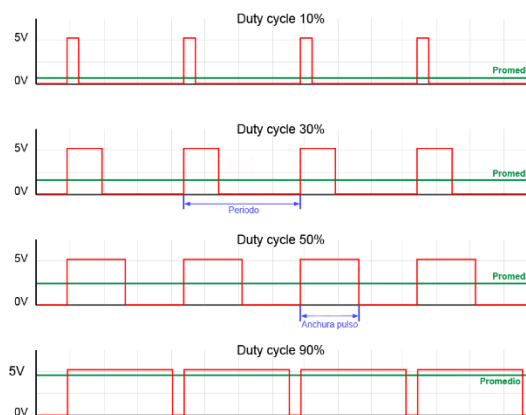 Duty cycle 10%
5V
Promed
0V
Duty cycle 30%
5V
Promed
0V
Periodo
Duty cycle 50%
5V
Promed
0V
Anchura pulso
Duty cycle 90%
5V
Promedio
0V